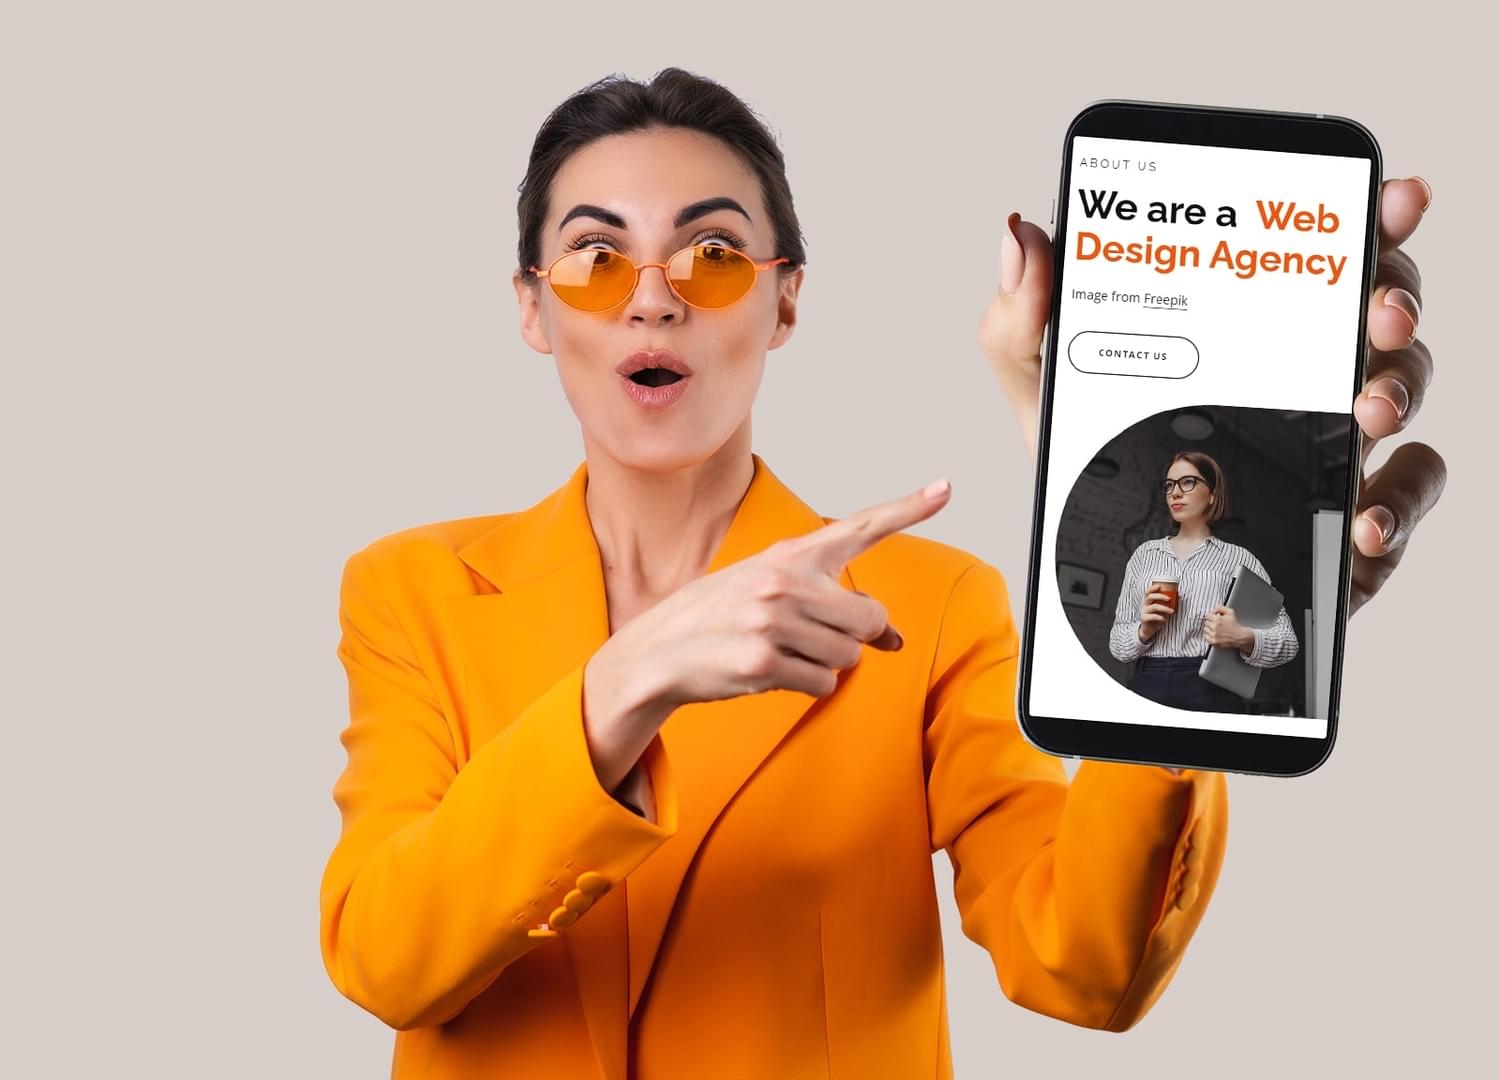 ABOUT US
We are a Web
Design Agency
Image from Freepik
CONTACT US